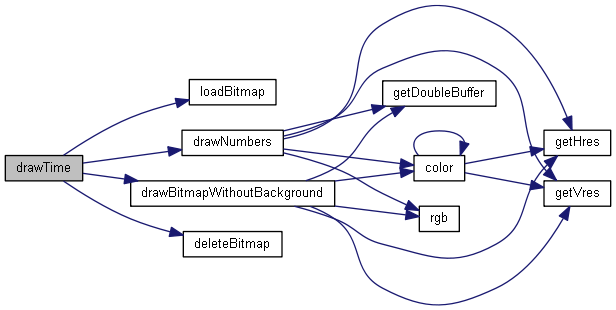 drawTime
loadBitmap
drawNumbers
drawBitmapWithoutBackground
deleteBitmap
getDoubleBuffer
color
rgb
getHres
getVres